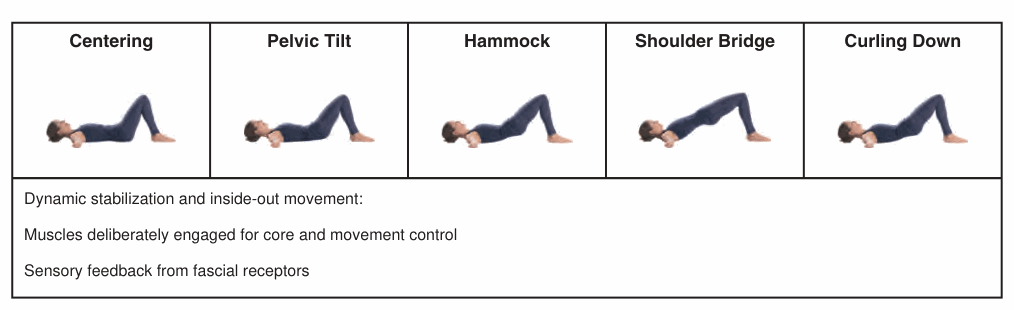 Centering
Pelvic Tilt
Hammock
Shoulder Bridge
Curling Down
Dynamic stabilization and inside-out movement:
Muscles deliberately engaged for core and movement control
Sensory feedback from fascial receptors